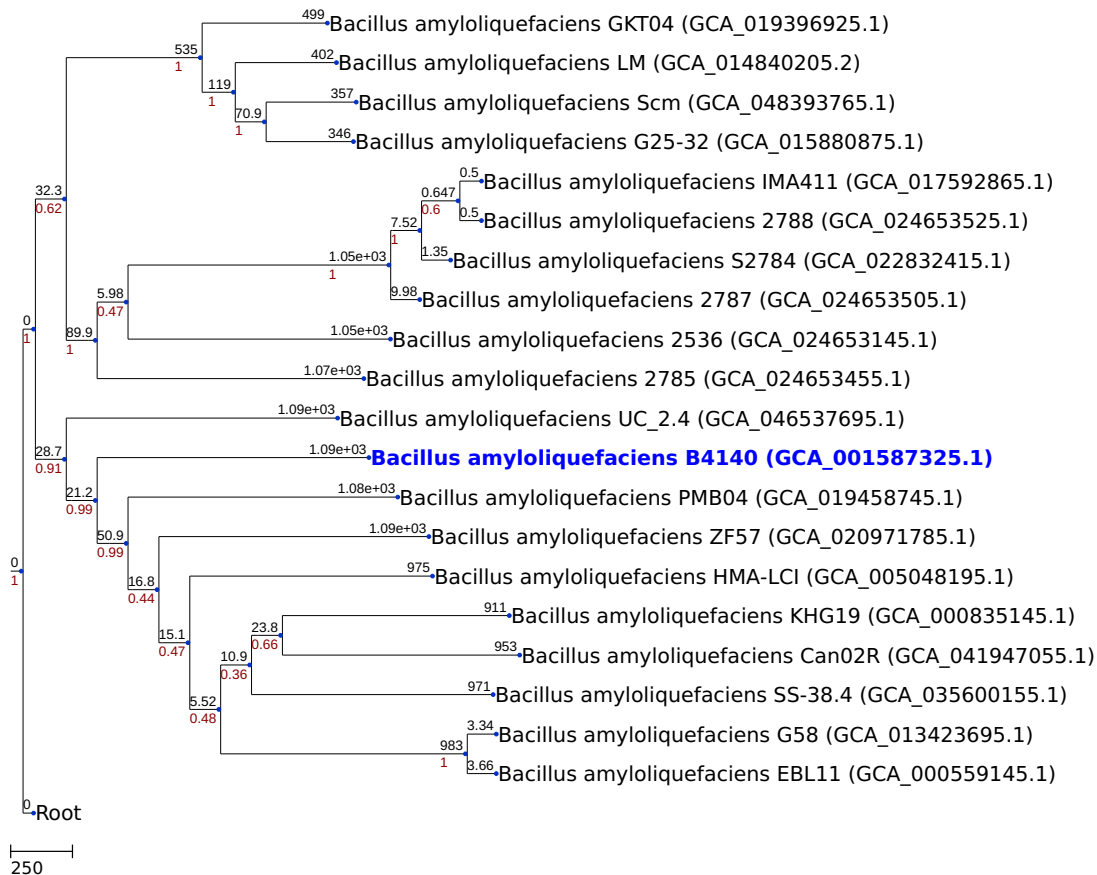 499 Bacillus amyloliquefaciens GKT04 (GCA_019396925.1)
535
1
402 Bacillus amyloliquefaciens LM (GCA_014840205.2)
119
1
357 Bacillus amyloliquefaciens Scm (GCA_048393765.1)
70.9
1
346 Bacillus amyloliquefaciens G25-32 (GCA_015880875.1)
0.5 Bacillus amyloliquefaciens IMA411 (GCA_017592865.1)
32.3
0.62
0.647
0.6
0.5 Bacillus amyloliquefaciens 2788 (GCA_024653525.1)
7.52
1
1.35 Bacillus amyloliquefaciens S2784 (GCA_022832415.1)
1.05e+03
1
9.98 Bacillus amyloliquefaciens 2787 (GCA_024653505.1)
5.98
0.47
0
1
89.9
1
1.05e+03 Bacillus amyloliquefaciens 2536 (GCA_024653145.1)
1.07e+03 Bacillus amyloliquefaciens 2785 (GCA_024653455.1)
1.09e+03 Bacillus amyloliquefaciens UC_2.4 (GCA_046537695.1)
28.7
0.91
1.09e+03 Bacillus amyloliquefaciens B4140 (GCA_001587325.1)
21.2
0.99
1.08e+03 Bacillus amyloliquefaciens PMB04 (GCA_019458745.1)
50.9
0.99
1.09e+03 Bacillus amyloliquefaciens ZF57 (GCA_020971785.1)
0
1
16.8
0.44
975 Bacillus amyloliquefaciens HMA-LCI (GCA_005048195.1)
911 Bacillus amyloliquefaciens KHG19 (GCA_000835145.1)
15.1
0.47
23.8
0.66
953 Bacillus amyloliquefaciens Can02R (GCA_041947055.1)
10.9
0.36
971 Bacillus amyloliquefaciens SS-38.4 (GCA_035600155.1)
5.52
0.48
3.34 Bacillus amyloliquefaciens G58 (GCA_013423695.1)
983
1
3.66 Bacillus amyloliquefaciens EBL11 (GCA_000559145.1)
0 Root
250